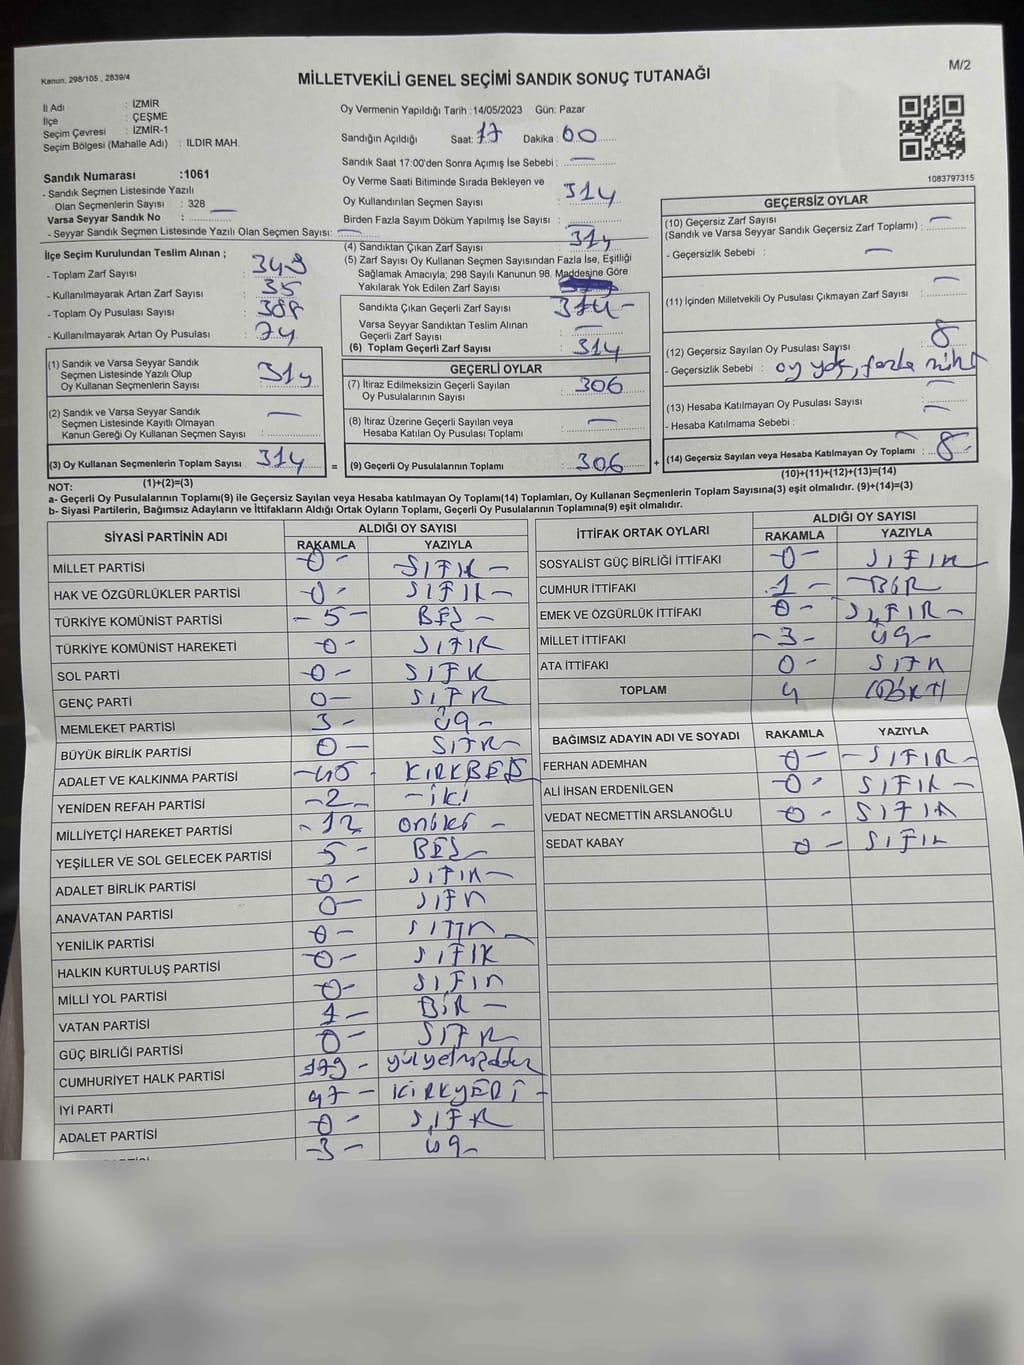 Kanun, 298/105 , 2839/4
M/2
MİLLETVEKİLİ GENEL SEÇİMİ SANDIK SONUÇ TUTANAĞI
İl Adı : İZMİR
İlçe : ÇEŞME
Seçim Çevresi : İZMİR-1
Seçim Bölgesi (Mahalle Adı) : ILDIR MAH.
Sandık Numarası :1061
- Sandık Seçmen Listesinde Yazılı
Olan Seçmenlerin Sayısı : 328
Varsa Seyyar Sandık No :
- Seyyar Sandık Seçmen Listesinde Yazılı Olan Seçmen Sayısı: —
Oy Vermenin Yapıldığı Tarih :14/05/2023 Gün: Pazar
Sandığın Açıldığı Saat: 17 Dakika : 00
Sandık Saat 17:00'den Sonra Açımış İse Sebebi : —
Oy Verme Saati Bitiminde Sırada Bekleyen ve
Oy Kullandırılan Seçmen Sayısı : 314
Birden Fazla Sayım Döküm Yapılmış İse Sayısı :
1083797315
İlçe Seçim Kurulundan Teslim Alınan ;
- Toplam Zarf Sayısı : 349
- Kullanılmayarak Artan Zarf Sayısı : 35
- Toplam Oy Pusulası Sayısı : 388
- Kullanılmayarak Artan Oy Pusulası : 74
(4) Sandıktan Çıkan Zarf Sayısı : 314
(5) Zarf Sayısı Oy Kullanan Seçmen Sayısından Fazla İse, Eşitliği
Sağlamak Amacıyla; 298 Sayılı Kanunun 98. Maddesine Göre
Yakılarak Yok Edilen Zarf Sayısı
Sandıkta Çıkan Geçerli Zarf Sayısı : 314 -
Varsa Seyyar Sandıktan Teslim Alınan
Geçerli Zarf Sayısı : —
(6) Toplam Geçerli Zarf Sayısı : 314
GEÇERSİZ OYLAR
(10) Geçersiz Zarf Sayısı
(Sandık ve Varsa Seyyar Sandık Geçersiz Zarf Toplamı) : —
- Geçersizlik Sebebi : —
(11) İçinden Milletvekili Oy Pusulası Çıkmayan Zarf Sayısı : —
(12) Geçersiz Sayılan Oy Pusulası Sayısı : 8
- Geçersizlik Sebebi : oy yok, fazla
(13) Hesaba Katılmayan Oy Pusulası Sayısı : —
- Hesaba Katılmama Sebebi : —
(14) Geçersiz Sayılan veya Hesaba Katılmayan Oy Toplamı : 8
(10)+(11)+(12)+(13)=(14)
(1) Sandık ve Varsa Seyyar Sandık
Seçmen Listesinde Yazılı Olup
Oy Kullanan Seçmenlerin Sayısı : 314
(2) Sandık ve Varsa Seyyar Sandık
Seçmen Listesinde Kayıtlı Olmayan
Kanun Gereği Oy Kullanan Seçmen Sayısı : —
(3) Oy Kullanan Seçmenlerin Toplam Sayısı 314 =
(1)+(2)=(3)
GEÇERLİ OYLAR
(7) İtiraz Edilmeksizin Geçerli Sayılan
Oy Pusulalarının Sayısı : 306
(8) İtiraz Üzerine Geçerli Sayılan veya
Hesaba Katılan Oy Pusulası Toplamı : —
(9) Geçerli Oy Pusulalarının Toplamı : 306 +
NOT:
a- Geçerli Oy Pusulalarının Toplamı(9) ile Geçersiz Sayılan veya Hesaba katılmayan Oy Toplamı(14) Toplamları, Oy Kullanan Seçmenlerin Toplam Sayısına(3) eşit olmalıdır. (9)+(14)=(3)
b- Siyasi Partilerin, Bağımsız Adayların ve İttifakların Aldığı Ortak Oyların Toplamı, Geçerli Oy Pusulalarının Toplamına(9) eşit olmalıdır.
SİYASİ PARTİNİN ADI ALDIĞI OY SAYISI
RAKAMLA YAZIYLA
MİLLET PARTİSİ 0 - SIFIR -
HAK VE ÖZGÜRLÜKLER PARTİSİ 0 - SIFIR -
TÜRKİYE KOMÜNİST PARTİSİ - 5 - BEŞ -
TÜRKİYE KOMÜNİST HAREKETİ 0 - SIFIR
SOL PARTİ 0 - SIFR
GENÇ PARTİ 0 - SIFR
MEMLEKET PARTİSİ 3 - ÜÇ -
BÜYÜK BİRLİK PARTİSİ 0 - SIFR
ADALET VE KALKINMA PARTİSİ - 45 - KIRKBEŞ
YENİDEN REFAH PARTİSİ - 2 - - İKİ
MİLLİYETÇİ HAREKET PARTİSİ - 12 oniki -
YEŞİLLER VE SOL GELECEK PARTİSİ 5 - BEŞ -
ADALET BİRLİK PARTİSİ 0 - SIFIR -
ANAVATAN PARTİSİ 0 - SIFR
YENİLİK PARTİSİ 0 - SIFIR
HALKIN KURTULUŞ PARTİSİ 0 - SIFIR
MİLLİ YOL PARTİSİ 0 - SIFIR
VATAN PARTİSİ 1 - BİR -
GÜÇ BİRLİĞİ PARTİSİ 0 - SIFR
CUMHURİYET HALK PARTİSİ 179 -
İYİ PARTİ 47 - KIRKYEDİ -
ADALET PARTİSİ 0 - SIFR
- 3 - ÜÇ -
İTTİFAK ORTAK OYLARI ALDIĞI OY SAYISI
RAKAMLA YAZIYLA
SOSYALİST GÜÇ BİRLİĞİ İTTİFAKI 0 - SIFIR
CUMHUR İTTİFAKI 1 - BİR
EMEK VE ÖZGÜRLÜK İTTİFAKI 0 - SIFIR -
MİLLET İTTİFAKI - 3 - ÜÇ -
ATA İTTİFAKI 0 - SIFR
TOPLAM 4 (DÖRT)
BAĞIMSIZ ADAYIN ADI VE SOYADI RAKAMLA YAZIYLA
FERHAN ADEMHAN 0 - - SIFIR -
ALİ İHSAN ERDENİLGEN 0 - SIFIR -
VEDAT NECMETTİN ARSLANOĞLU 0 - SIFIR
SEDAT KABAY 0 - SIFIR